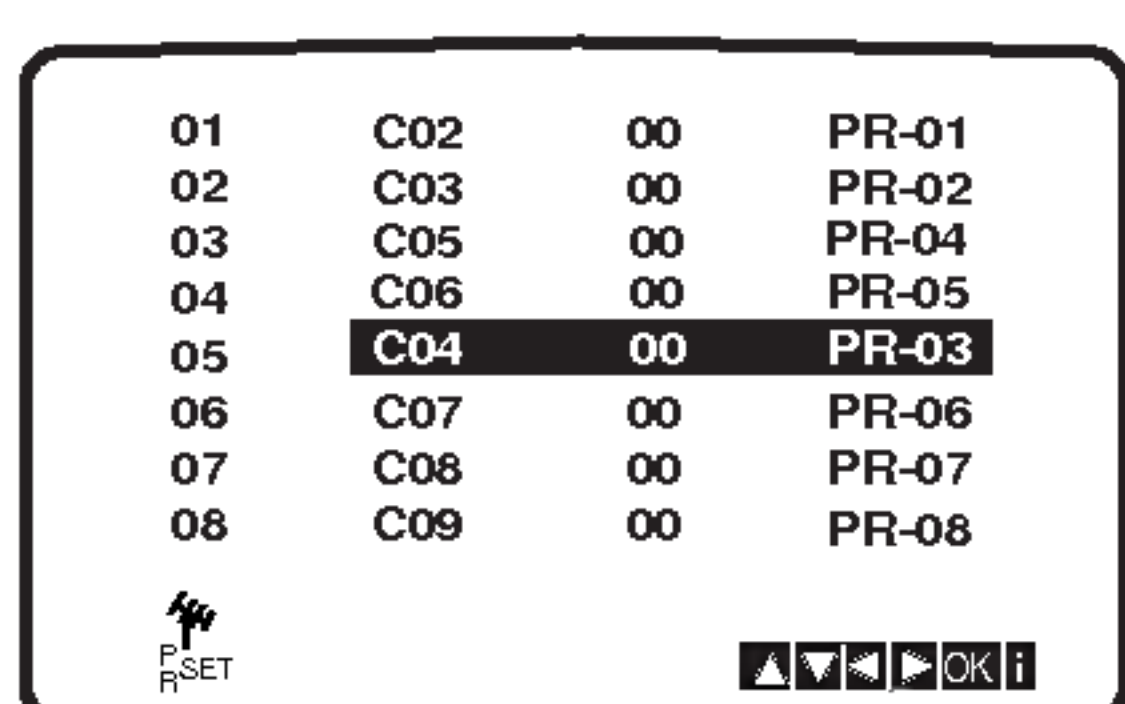 01 C02 00 PR-01
02 C03 00 PR-02
03 C05 00 PR-04
04 C06 00 PR-05
05 C04 00 PR-03
06 C07 00 PR-06
07 C08 00 PR-07
08 C09 00 PR-08
PR SET
OK i